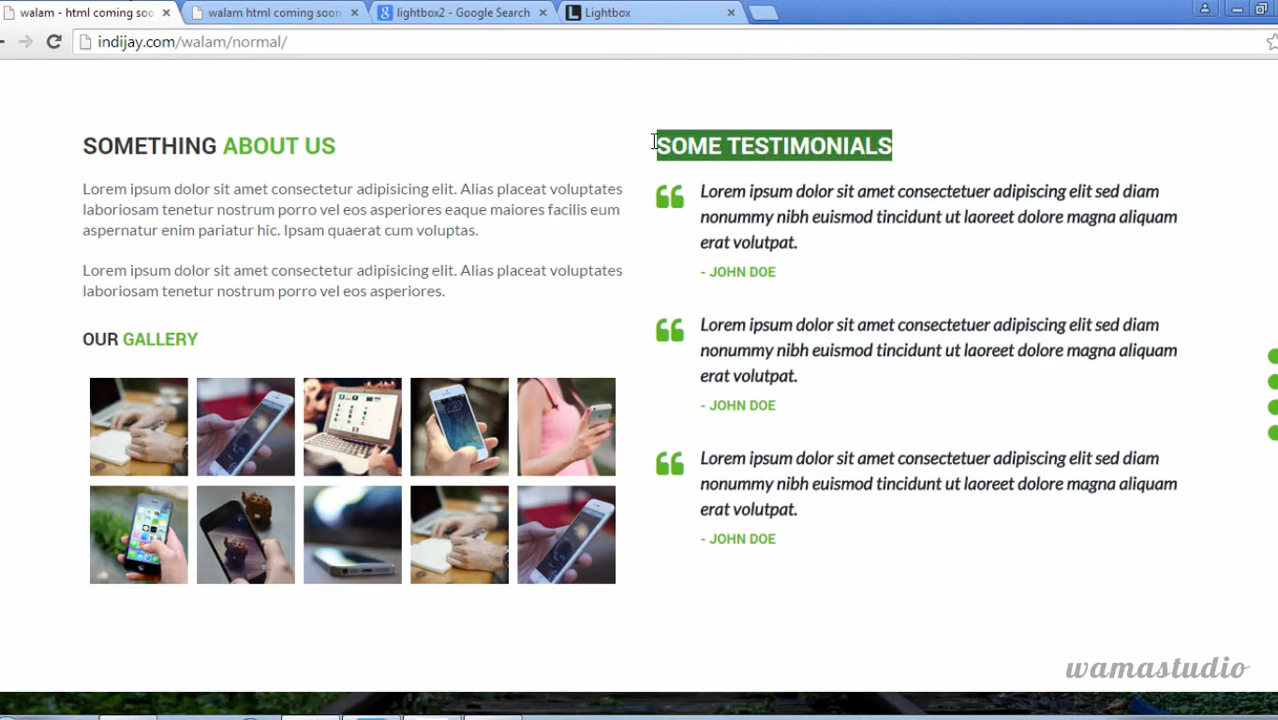 walam - html coming soo
walam html coming soon
lightbox2 - Google Search
Lightbox
indijay.com/walam/normal/
SOMETHING ABOUT US
Lorem ipsum dolor sit amet consectetur adipisicing elit. Alias placeat voluptates
laboriosam tenetur nostrum porro vel eos asperiores eaque maiores facilis eum
aspernatur enim pariatur hic. Ipsam quaerat cum voluptas.
Lorem ipsum dolor sit amet consectetur adipisicing elit. Alias placeat voluptates
laboriosam tenetur nostrum porro vel eos asperiores.
OUR GALLERY
SOME TESTIMONIALS
Lorem ipsum dolor sit amet consectetuer adipiscing elit sed diam
nonummy nibh euismod tincidunt ut laoreet dolore magna aliquam
erat volutpat.
- JOHN DOE
Lorem ipsum dolor sit amet consectetuer adipiscing elit sed diam
nonummy nibh euismod tincidunt ut laoreet dolore magna aliquam
erat volutpat.
- JOHN DOE
Lorem ipsum dolor sit amet consectetuer adipiscing elit sed diam
nonummy nibh euismod tincidunt ut laoreet dolore magna aliquam
erat volutpat.
- JOHN DOE
wamastudio